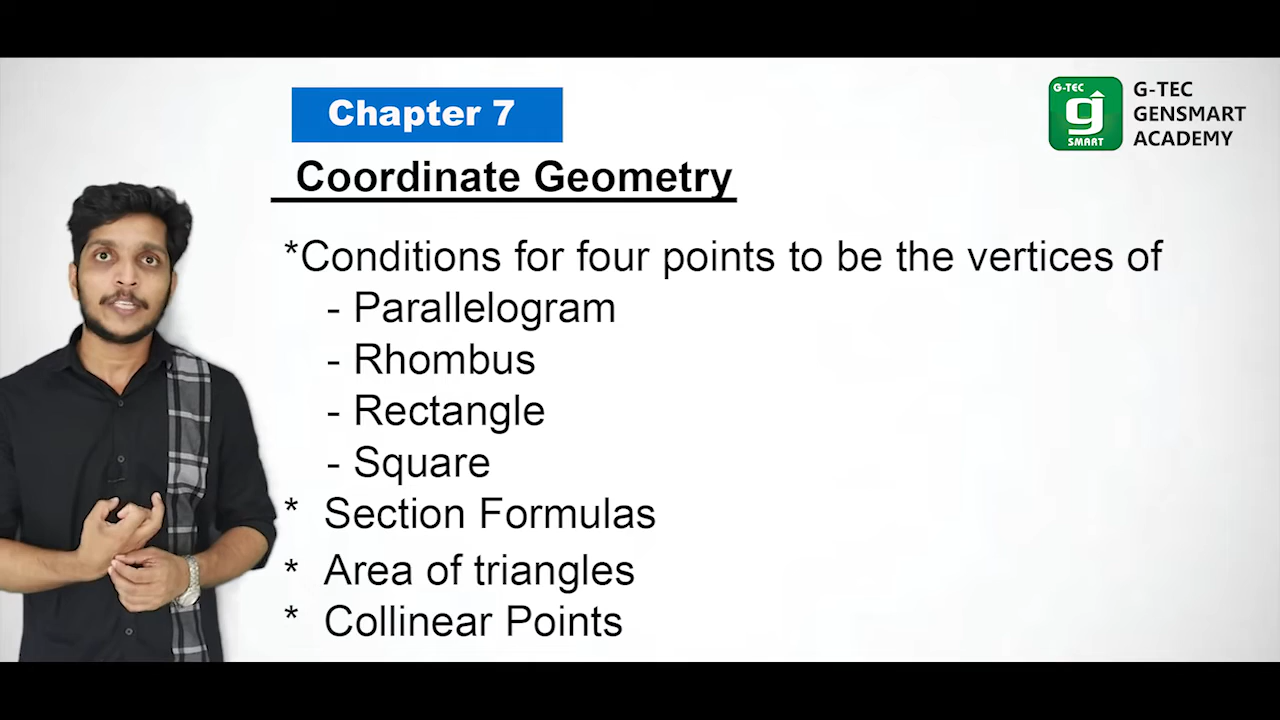 Chapter 7
G-TEC
g
SMART
G-TEC
GENSMART
ACADEMY
Coordinate Geometry
*Conditions for four points to be the vertices of
- Parallelogram
- Rhombus
- Rectangle
- Square
* Section Formulas
* Area of triangles
* Collinear Points